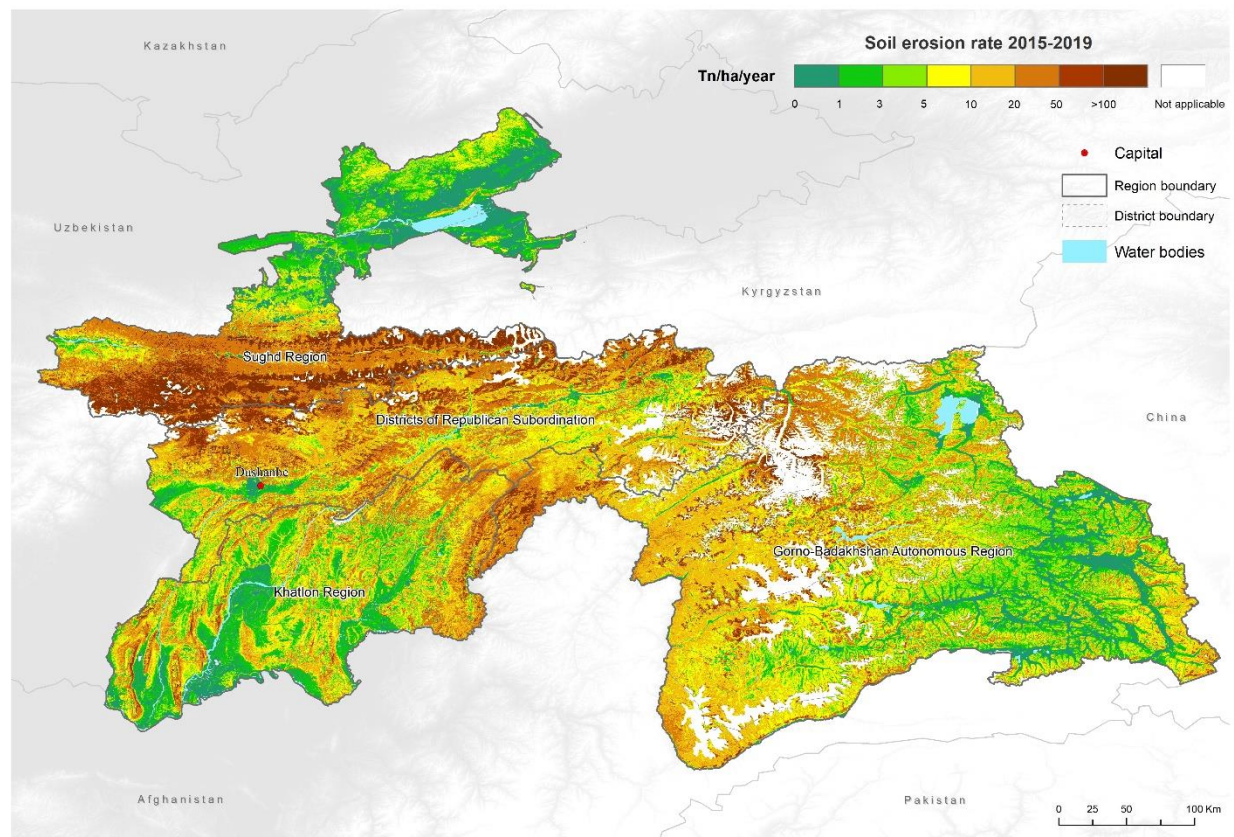 Kazakhstan
Soil erosion rate 2015-2019
Tn/ha/year
0 1 3 5 10 20 50 >100 Not applicable
Capital
Region boundary
District boundary
Water bodies
Uzbekistan
Kyrgyzstan
Sughd Region
Districts of Republican Subordination
China
Dushanbe
Gorno-Badakhshan Autonomous Region
Khatlon Region
Afghanistan
Pakistan
0 25 50 100 Km